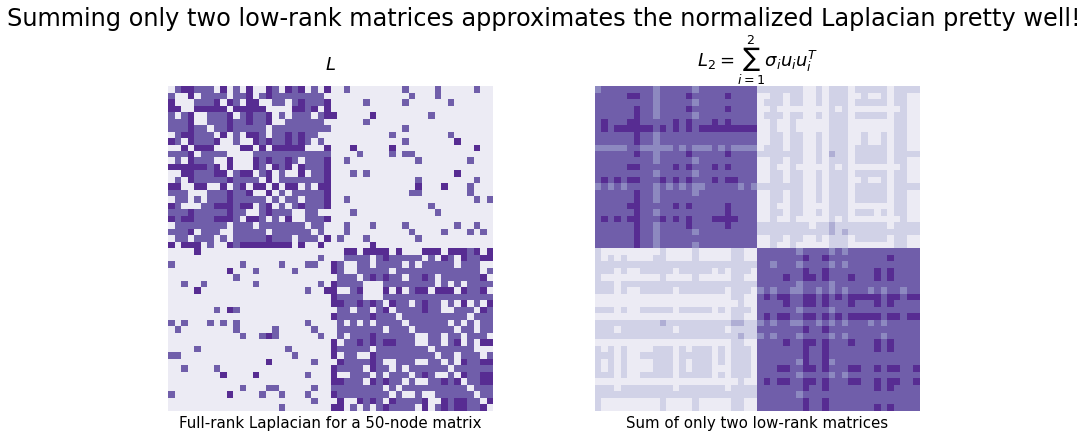 Summing only two low-rank matrices approximates the normalized Laplacian pretty well!
L
L₂ = ∑²ᵢ₌₁ σᵢuᵢuᵢᵀ
Full-rank Laplacian for a 50-node matrix
Sum of only two low-rank matrices